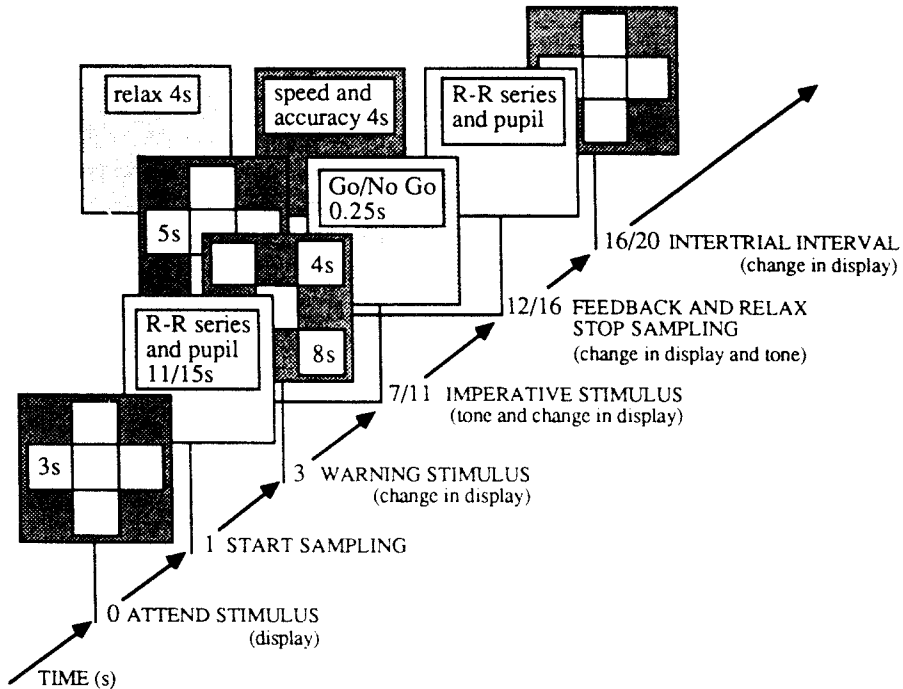 relax 4s
speed and
accuracy 4s
R-R series
and pupil
Go/No Go
0.25s
5s
4s
8s
R-R series
and pupil
11/15s
3s
16/20 INTERTRIAL INTERVAL
(change in display)
12/16 FEEDBACK AND RELAX
STOP SAMPLING
(change in display and tone)
7/11 IMPERATIVE STIMULUS
(tone and change in display)
3 WARNING STIMULUS
(change in display)
1 START SAMPLING
0 ATTEND STIMULUS
(display)
TIME (s)